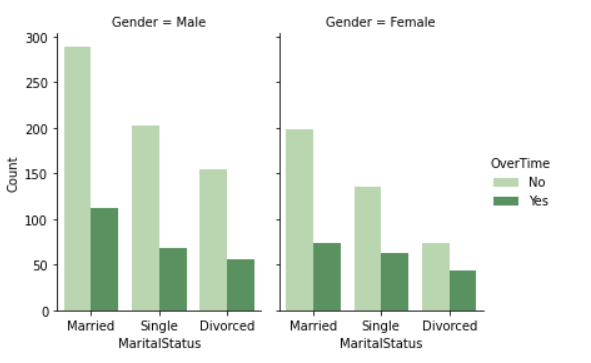 Gender = Male
Gender = Female
300
250
200
150
100
50
0
Count
Married Single Divorced
MaritalStatus
Married Single Divorced
MaritalStatus
OverTime
No
Yes